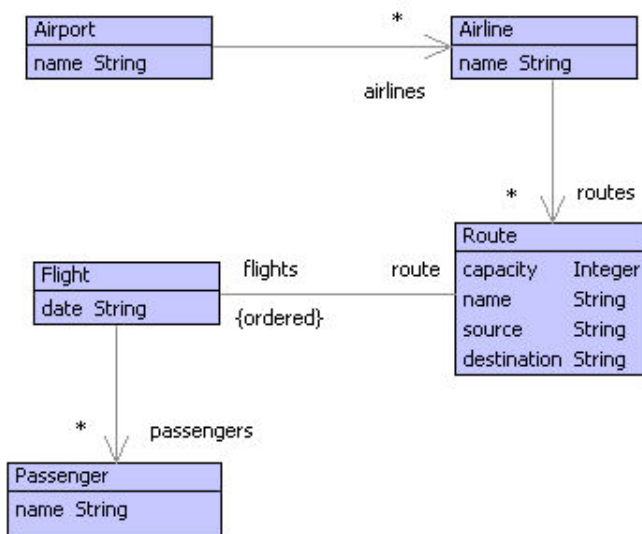 Airport
name String
*
airlines
Airline
name String
*
routes
Route
capacity Integer
name String
source String
destination String
Flight
date String
flights
route
{ordered}
*
passengers
Passenger
name String